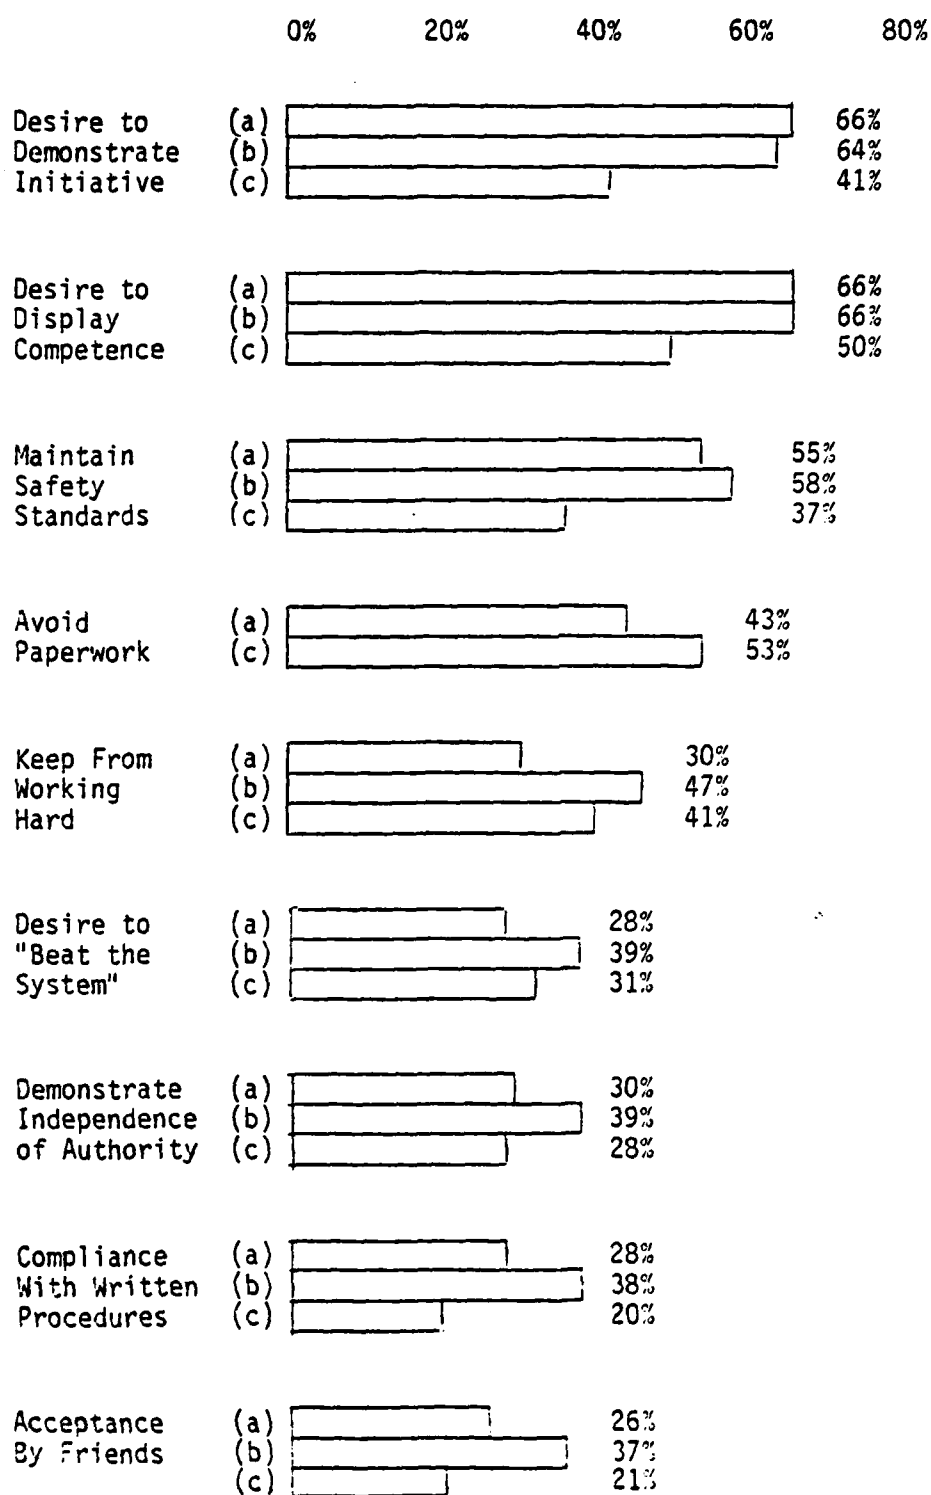 0% 20% 40% 60% 80%
Desire to (a) 66%
Demonstrate (b) 64%
Initiative (c) 41%
Desire to (a) 66%
Display (b) 66%
Competence (c) 50%
Maintain (a) 55%
Safety (b) 58%
Standards (c) 37%
Avoid (a) 43%
Paperwork (c) 53%
Keep From (a) 30%
Working (b) 47%
Hard (c) 41%
Desire to (a) 28%
"Beat the (b) 39%
System" (c) 31%
Demonstrate (a) 30%
Independence (b) 39%
of Authority (c) 28%
Compliance (a) 28%
With Written (b) 38%
Procedures (c) 20%
Acceptance (a) 26%
By Friends (b) 37%
(c) 21%